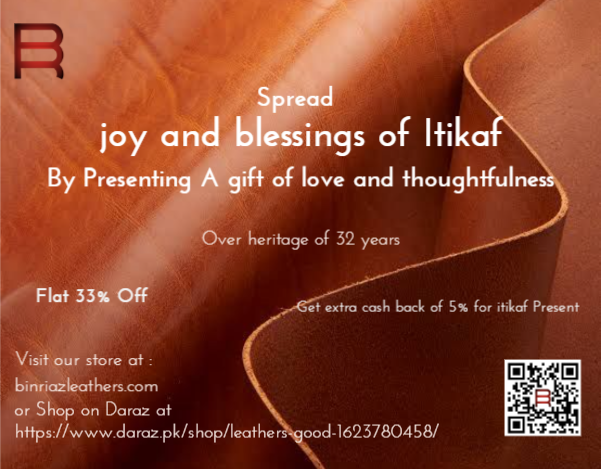 Spread
joy and blessings of Itikaf
By Presenting A gift of love and thoughtfulness
Over heritage of 32 years
Flat 33% Off
Get extra cash back of 5% for itikaf Present
Visit our store at :
binriazleathers.com
or Shop on Daraz at
https://www.daraz.pk/shop/leathers-good-1623780458/